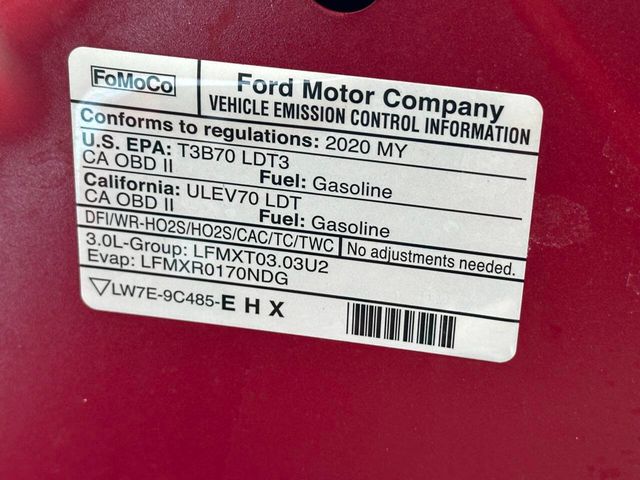 FoMoCo
Ford Motor Company
VEHICLE EMISSION CONTROL INFORMATION
Conforms to regulations: 2020 MY
U.S. EPA: T3B70 LDT3
CA OBD II Fuel: Gasoline
California: ULEV70 LDT
CA OBD II Fuel: Gasoline
DFI/WR-HO2S/HO2S/CAC/TC/TWC No adjustments needed.
3.0L-Group: LFMXT03.03U2
Evap: LFMXR0170NDG
▽LW7E-9C485-E H X